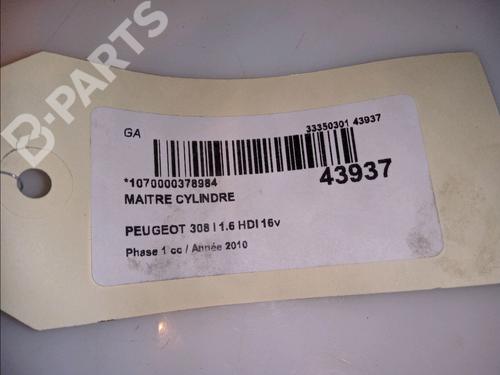 B-PARTS
GA
33350301 43937
*1070000378984
43937
MAITRE CYLINDRE
PEUGEOT 308 I 1.6 HDI 16v
Phase 1 cc / Année 2010